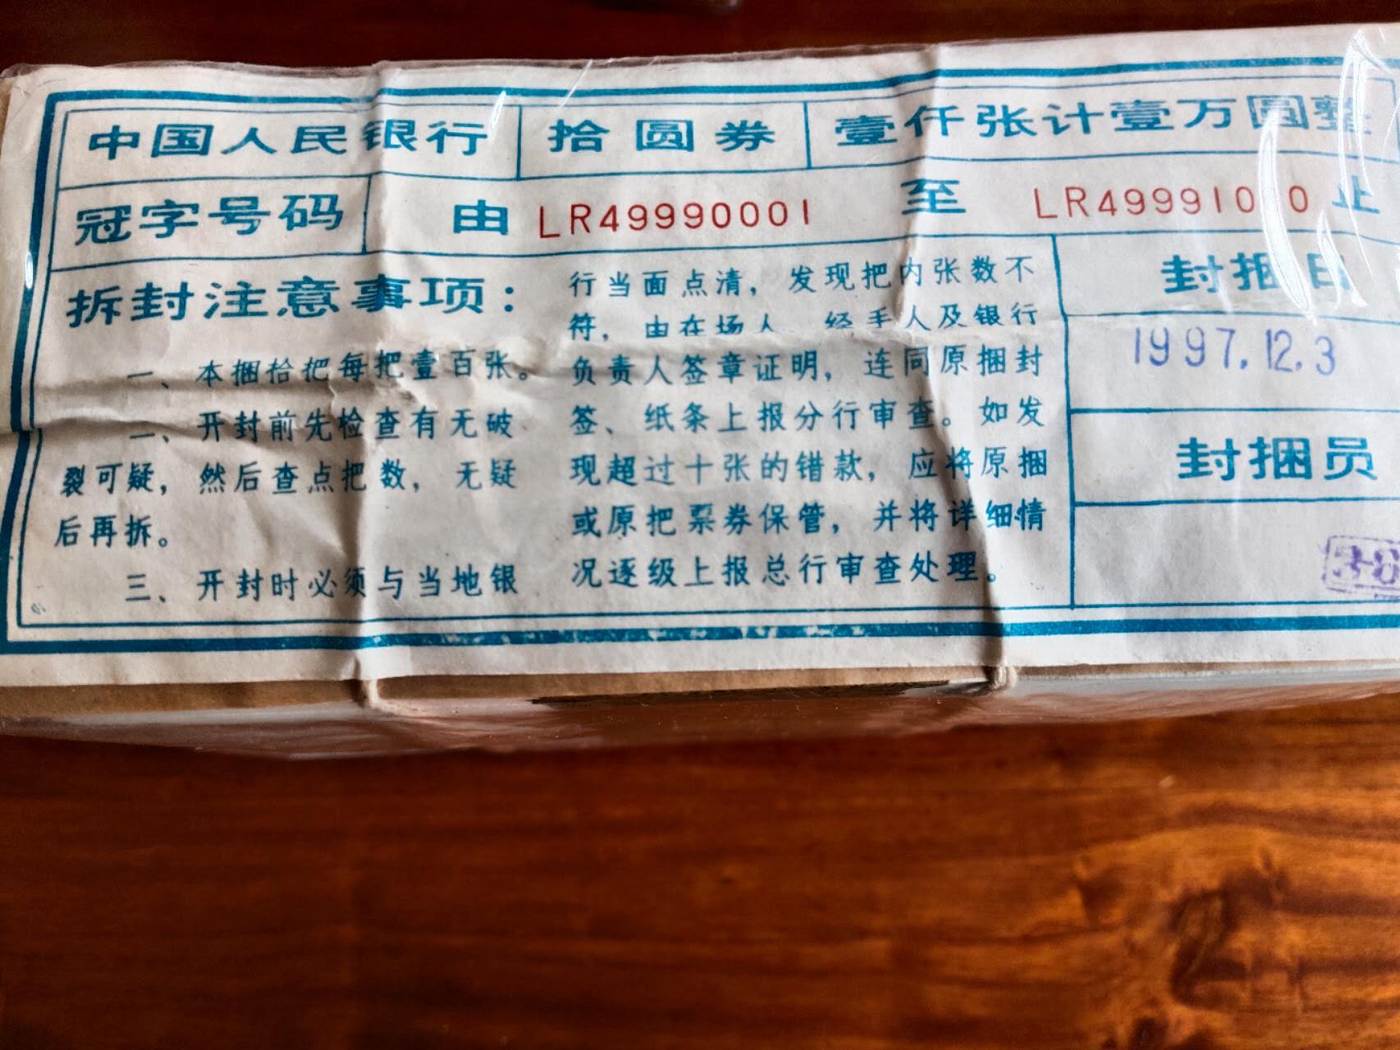 中国人民银行 拾圆券 壹仟张计壹万圆整
冠字号码 由 LR49990001 至 LR49991000 止
拆封注意事项：
一、本捆恰把每把壹百张。
二、开封前先检查有无破
裂可疑，然后查点把数，无疑
后再拆。
三、开封时必须与当地银
行当面点清，发现把内张数不
符，由在场人、经手人及银行
负责人签章证明，连同原捆封
签、纸条上报分行审查。如发
现超过十张的错款，应将原捆
或原把票券保管，并将详细情
况逐级上报总行审查处理。
封捆日
1997.12.3
封捆员